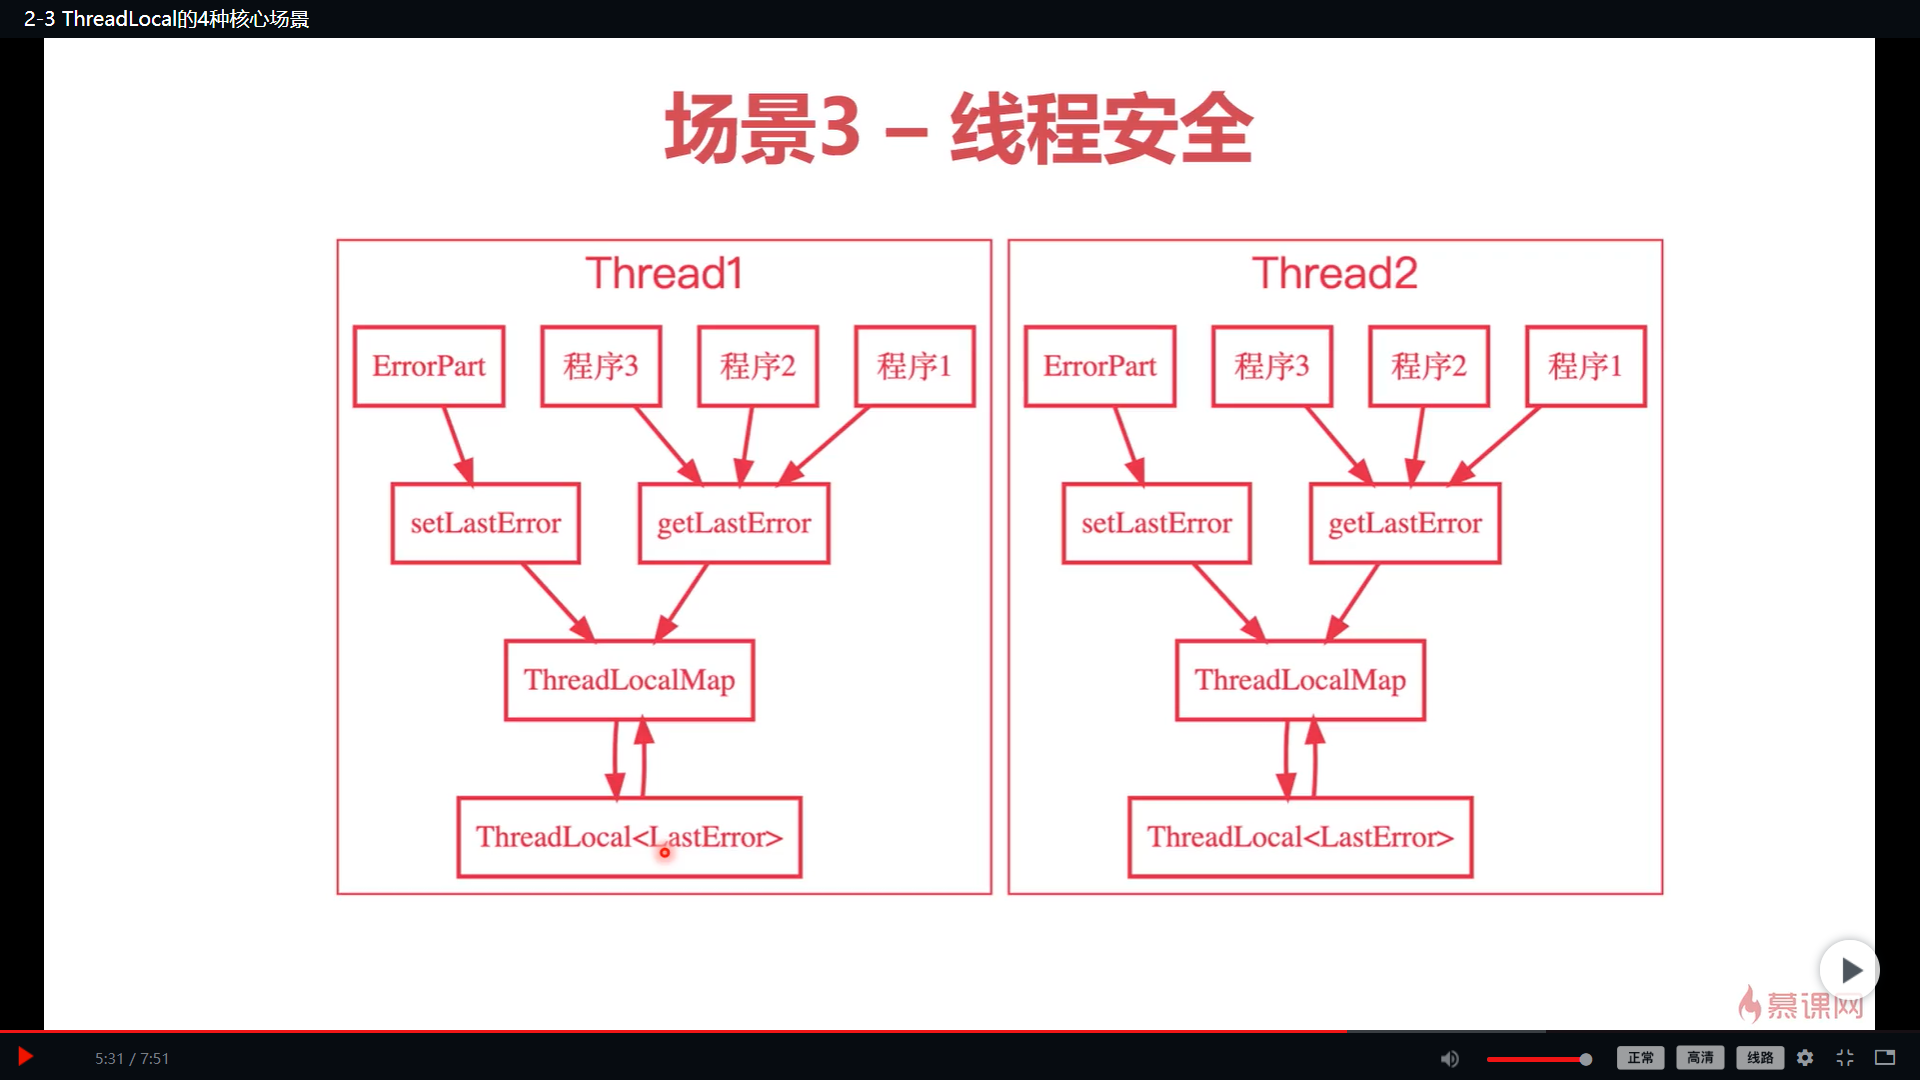 2-3 ThreadLocal的4种核心场景
场景3 – 线程安全
Thread1
ErrorPart
程序3
程序2
程序1
setLastError
getLastError
ThreadLocalMap
ThreadLocal<LastError>
Thread2
ErrorPart
程序3
程序2
程序1
setLastError
getLastError
ThreadLocalMap
ThreadLocal<LastError>
慕课网
5:31 / 7:51
正常
高清
线路